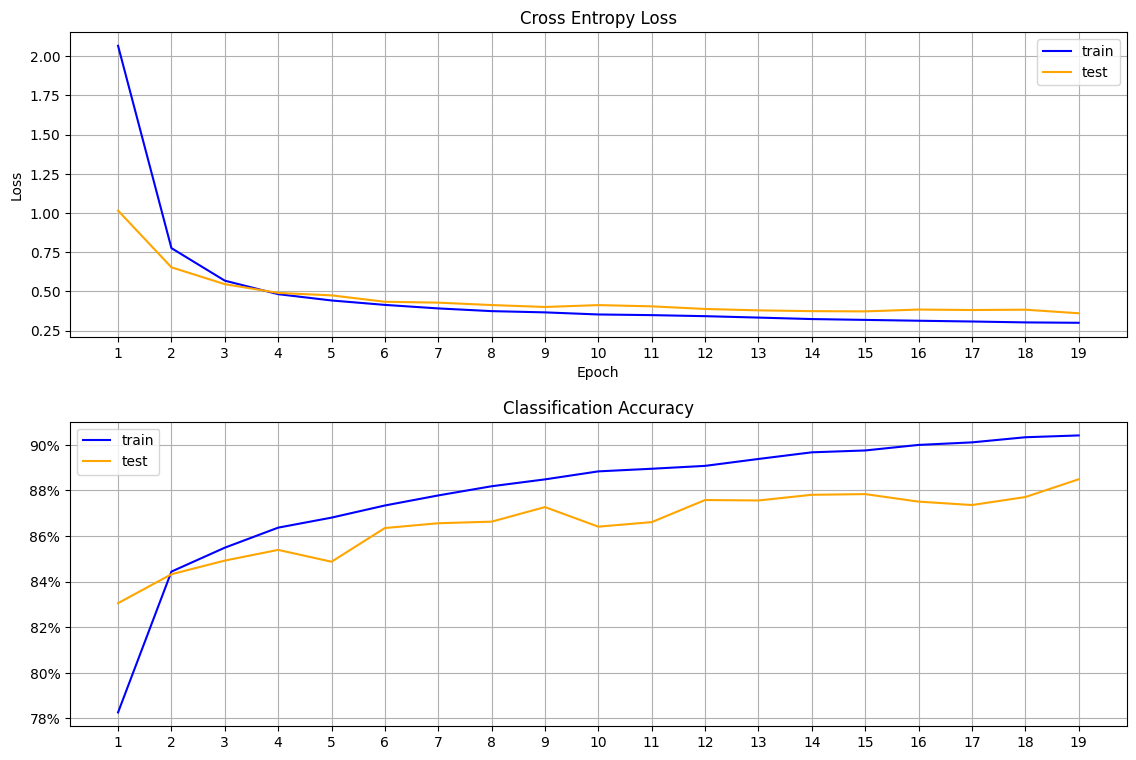 Cross Entropy Loss
train
test
2.00
1.75
1.50
1.25
1.00
0.75
0.50
0.25
Loss
1 2 3 4 5 6 7 8 9 10 11 12 13 14 15 16 17 18 19
Epoch
Classification Accuracy
train
test
90%
88%
86%
84%
82%
80%
78%
1 2 3 4 5 6 7 8 9 10 11 12 13 14 15 16 17 18 19